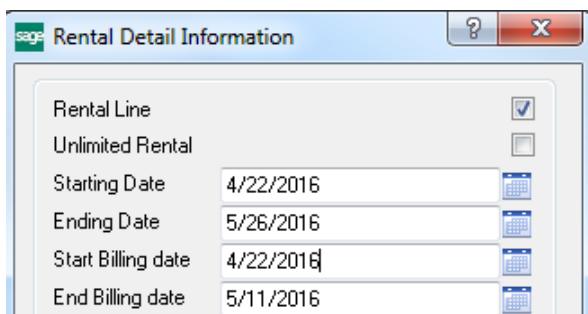 sage Rental Detail Information
Rental Line
Unlimited Rental
Starting Date 4/22/2016
Ending Date 5/26/2016
Start Billing date 4/22/2016
End Billing date 5/11/2016